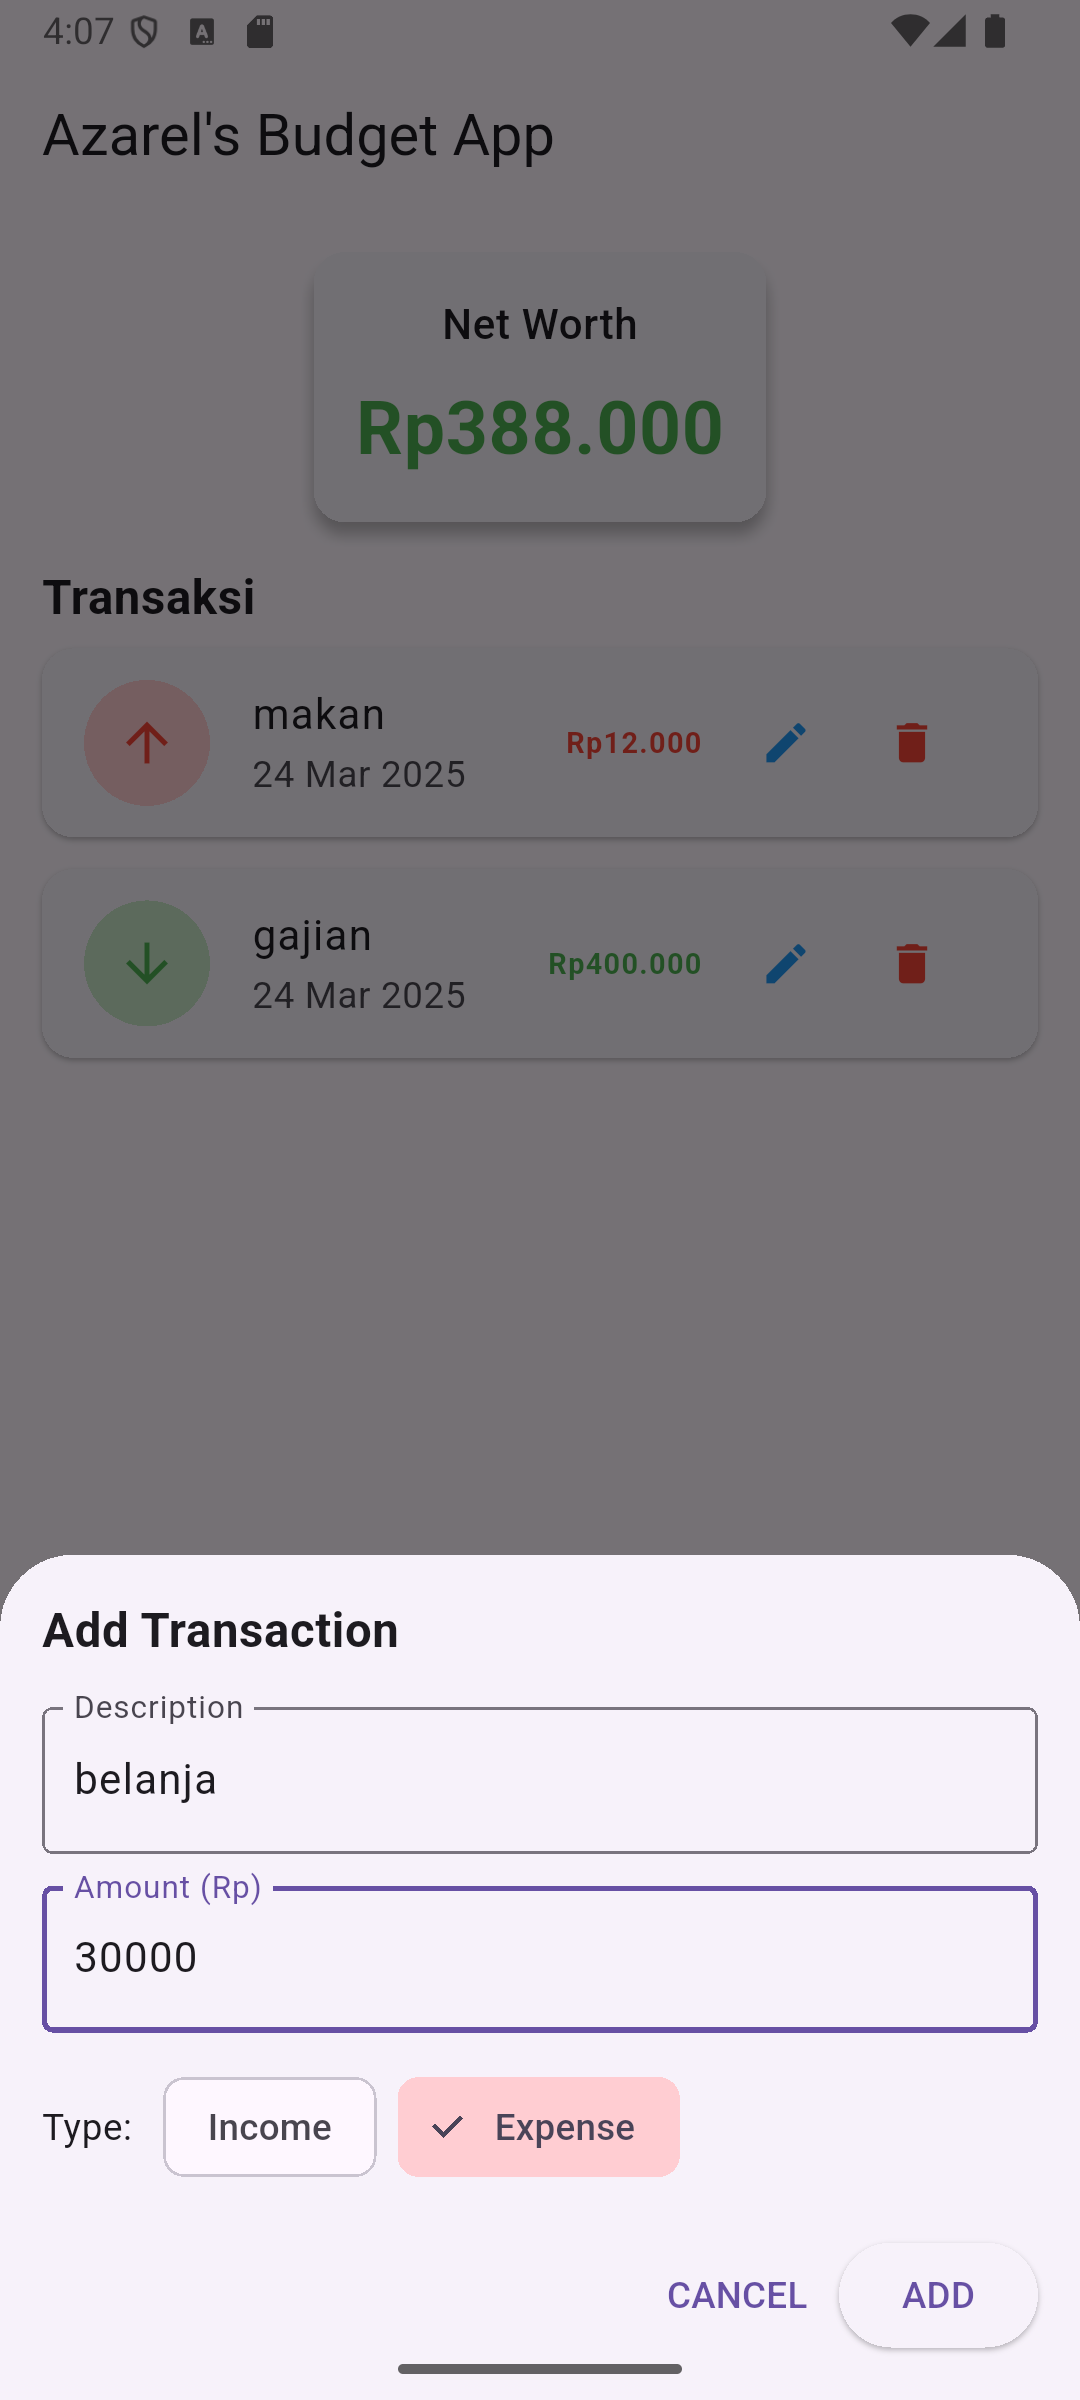 4:07
Azarel's Budget App
Net Worth
Rp388.000
Transaksi
makan
24 Mar 2025
Rp12.000
gajian
24 Mar 2025
Rp400.000
Add Transaction
Description
belanja
Amount (Rp)
30000
Type: Income Expense
CANCEL ADD